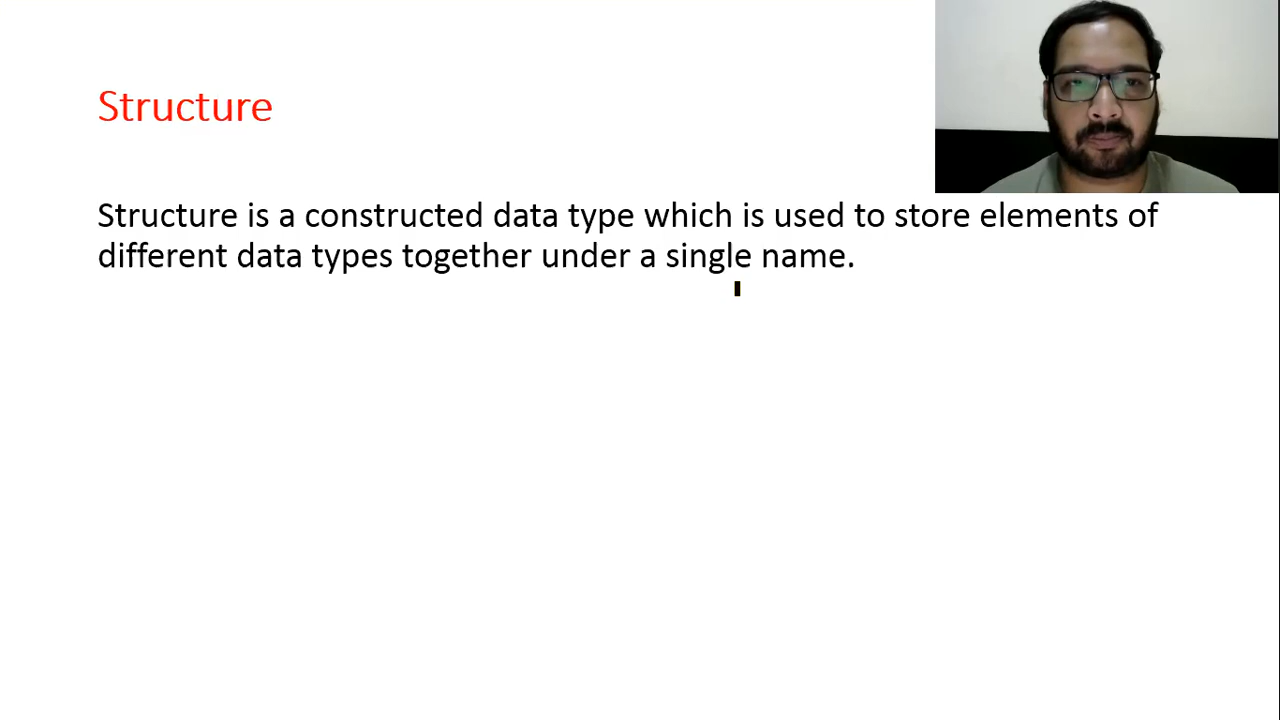 Structure
Structure is a constructed data type which is used to store elements of
different data types together under a single name.